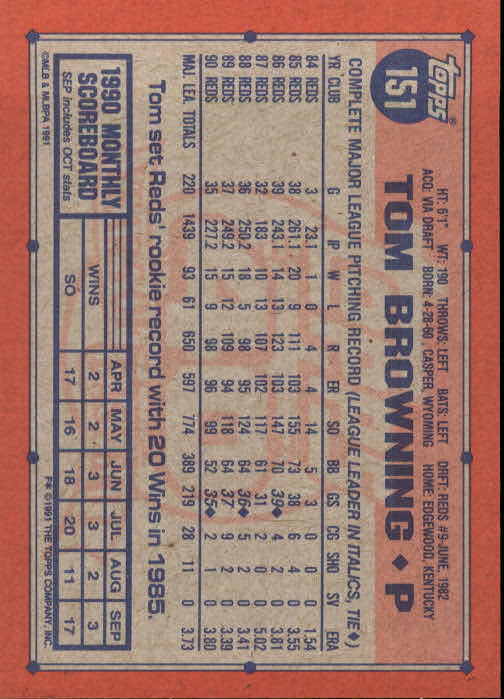 TOPPS®
151
HT: 6'1" WT: 190 THROWS: LEFT BATS: LEFT DRFT: REDS #9-JUNE, 1982
ACQ: VIA DRAFT BORN: 4-28-60, CASPER, WYOMING HOME: EDGEWOOD, KENTUCKY
TOM BROWNING ◆ P
COMPLETE MAJOR LEAGUE PITCHING RECORD (LEAGUE LEADER IN ITALICS, TIE◆)
YR CLUB G IP W L R ER SO BB GS CG SHO SV ERA
84 REDS 3 23.1 1 0 4 4 14 5 3 0 0 0 1.54
85 REDS 38 261.1 20 9 111 103 155 73 38 6 4 0 3.55
86 REDS 39 243.1 14 13 123 103 147 70 39◆ 4 2 0 3.81
87 REDS 32 183 10 13 107 102 117 61 31 2 0 0 5.02
88 REDS 36 250.2 18 5 98 95 124 64 36◆ 5 2 0 3.41
89 REDS 37 249.2 15 12 109 94 118 64 37 9 2 0 3.39
90 REDS 35 227.2 15 9 98 96 99 52 35◆ 2 1 0 3.80
MAJ. LEA. TOTALS 220 1439 93 61 650 597 774 389 219 28 11 0 3.73
Tom set Reds' rookie record with 20 Wins in 1985.
1990 MONTHLY SCOREBOARD
SEP includes OCT stats
APR MAY JUN JUL AUG SEP
WINS 2 2 3 3 2 3
SO 17 16 18 20 11 17
©MLB & MLBPA 1991
F* ©1991 THE TOPPS COMPANY, INC.